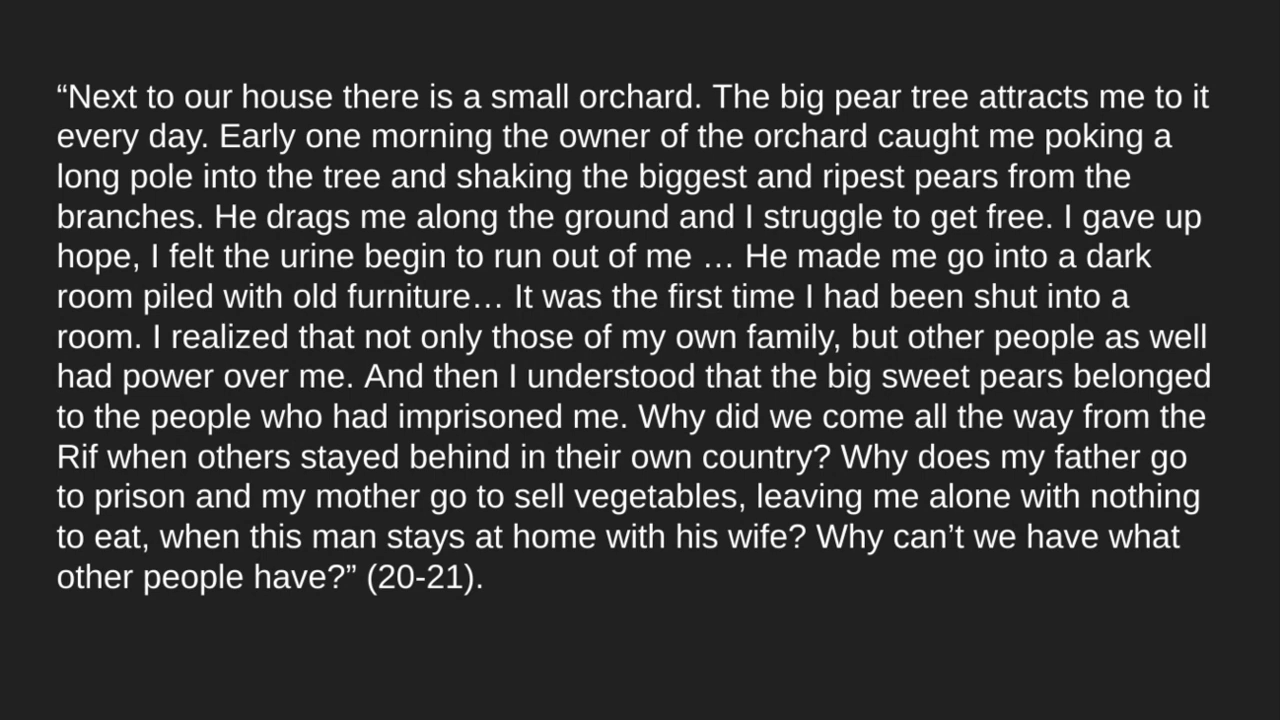 “Next to our house there is a small orchard. The big pear tree attracts me to it
every day. Early one morning the owner of the orchard caught me poking a
long pole into the tree and shaking the biggest and ripest pears from the
branches. He drags me along the ground and I struggle to get free. I gave up
hope, I felt the urine begin to run out of me … He made me go into a dark
room piled with old furniture… It was the first time I had been shut into a
room. I realized that not only those of my own family, but other people as well
had power over me. And then I understood that the big sweet pears belonged
to the people who had imprisoned me. Why did we come all the way from the
Rif when others stayed behind in their own country? Why does my father go
to prison and my mother go to sell vegetables, leaving me alone with nothing
to eat, when this man stays at home with his wife? Why can’t we have what
other people have?” (20-21).